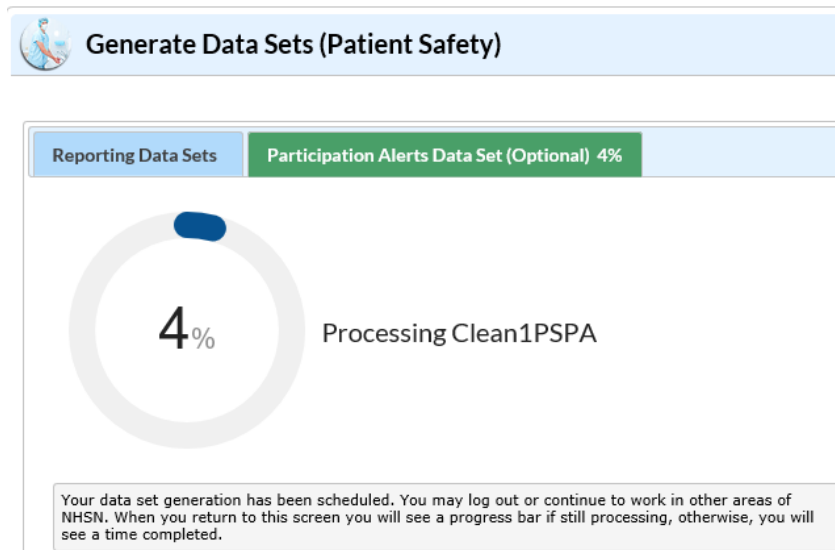 Generate Data Sets (Patient Safety)
Reporting Data Sets
Participation Alerts Data Set (Optional) 4%
4%
Processing Clean1PSPA
Your data set generation has been scheduled. You may log out or continue to work in other areas of
NHSN. When you return to this screen you will see a progress bar if still processing, otherwise, you will
see a time completed.